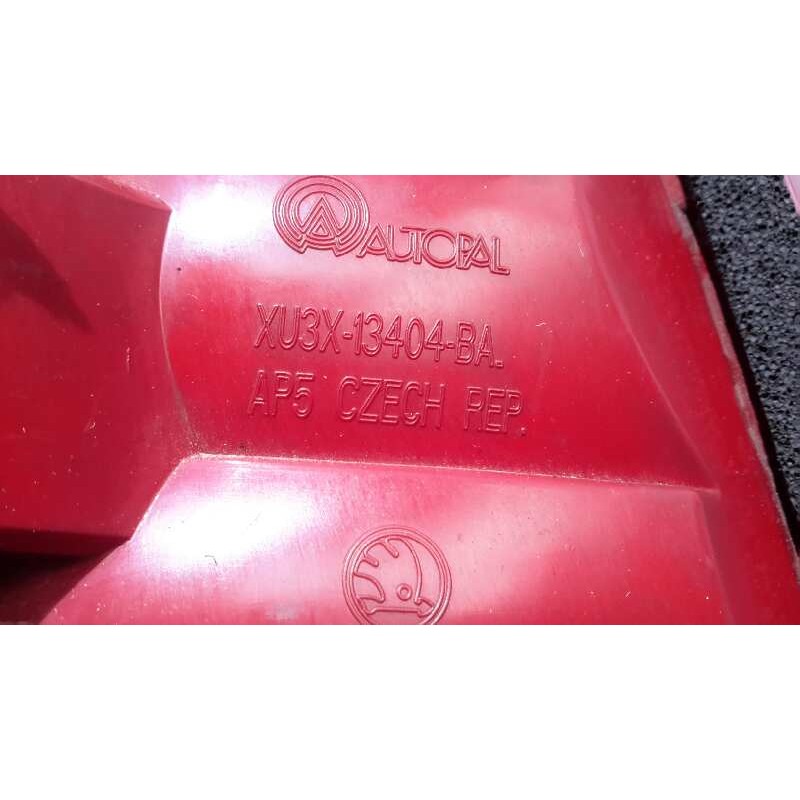 AUTOPAL
XU3X-13404-BA.
AP5 CZECH REP.